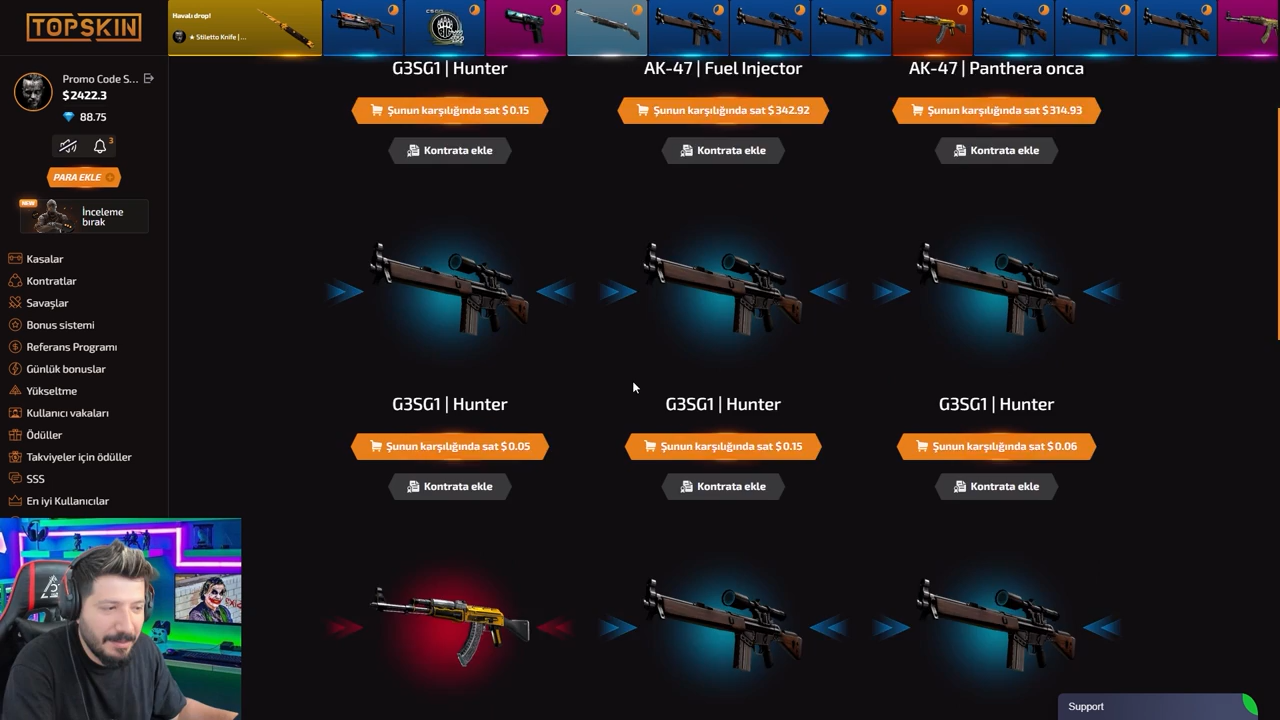 TOPSKIN
Havalı drop!
★ Stiletto Knife | ...
Promo Code S...
$2422.3
88.75
3
PARA EKLE
NEW
İnceleme
bırak
Kasalar
Kontratlar
Savaşlar
Bonus sistemi
Referans Programı
Günlük bonuslar
Yükseltme
Kullanıcı vakaları
Ödüller
Takviyeler için ödüller
SSS
En iyi Kullanıcılar
G3SG1 | Hunter
AK-47 | Fuel Injector
AK-47 | Panthera onca
Şunun karşılığında sat $0.15
Şunun karşılığında sat $342.92
Şunun karşılığında sat $314.93
Kontrata ekle
Kontrata ekle
Kontrata ekle
G3SG1 | Hunter
G3SG1 | Hunter
G3SG1 | Hunter
Şunun karşılığında sat $0.05
Şunun karşılığında sat $0.15
Şunun karşılığında sat $0.06
Kontrata ekle
Kontrata ekle
Kontrata ekle
Support